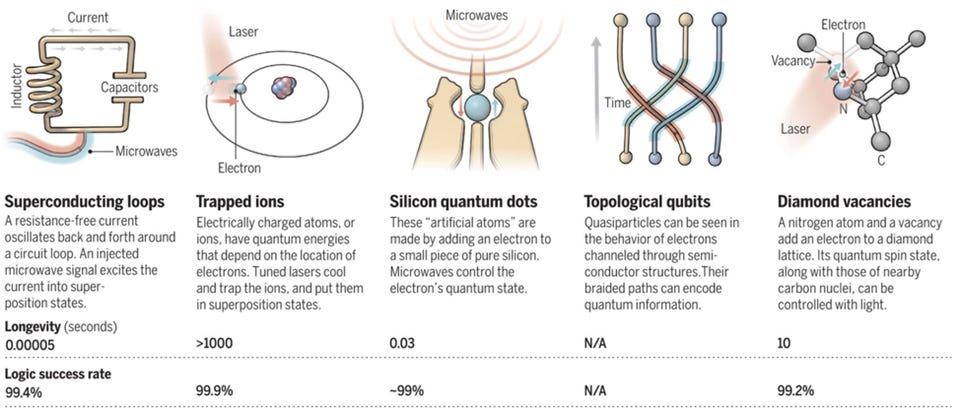 Current
Inductor
Capacitors
Microwaves
Laser
Electron
Microwaves
Time
Electron
Vacancy
N
Laser
C
Superconducting loops
A resistance-free current
oscillates back and forth around
a circuit loop. An injected
microwave signal excites the
current into super-
position states.
Trapped ions
Electrically charged atoms, or
ions, have quantum energies
that depend on the location of
electrons. Tuned lasers cool
and trap the ions, and put them
in superposition states.
Silicon quantum dots
These “artificial atoms” are
made by adding an electron to
a small piece of pure silicon.
Microwaves control the
electron’s quantum state.
Topological qubits
Quasiparticles can be seen in
the behavior of electrons
channeled through semi-
conductor structures.Their
braided paths can encode
quantum information.
Diamond vacancies
A nitrogen atom and a vacancy
add an electron to a diamond
lattice. Its quantum spin state,
along with those of nearby
carbon nuclei, can be
controlled with light.
Longevity (seconds)
0.00005
>1000
0.03
N/A
10
Logic success rate
99.4%
99.9%
~99%
N/A
99.2%